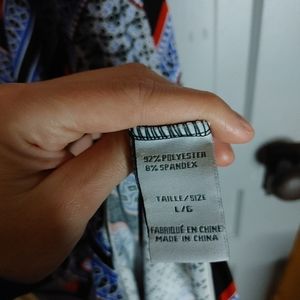 92% POLYESTER
8% SPANDEX
TAILLE/SIZE
L/G
FABRIQUÉ EN CHINE
MADE IN CHINA